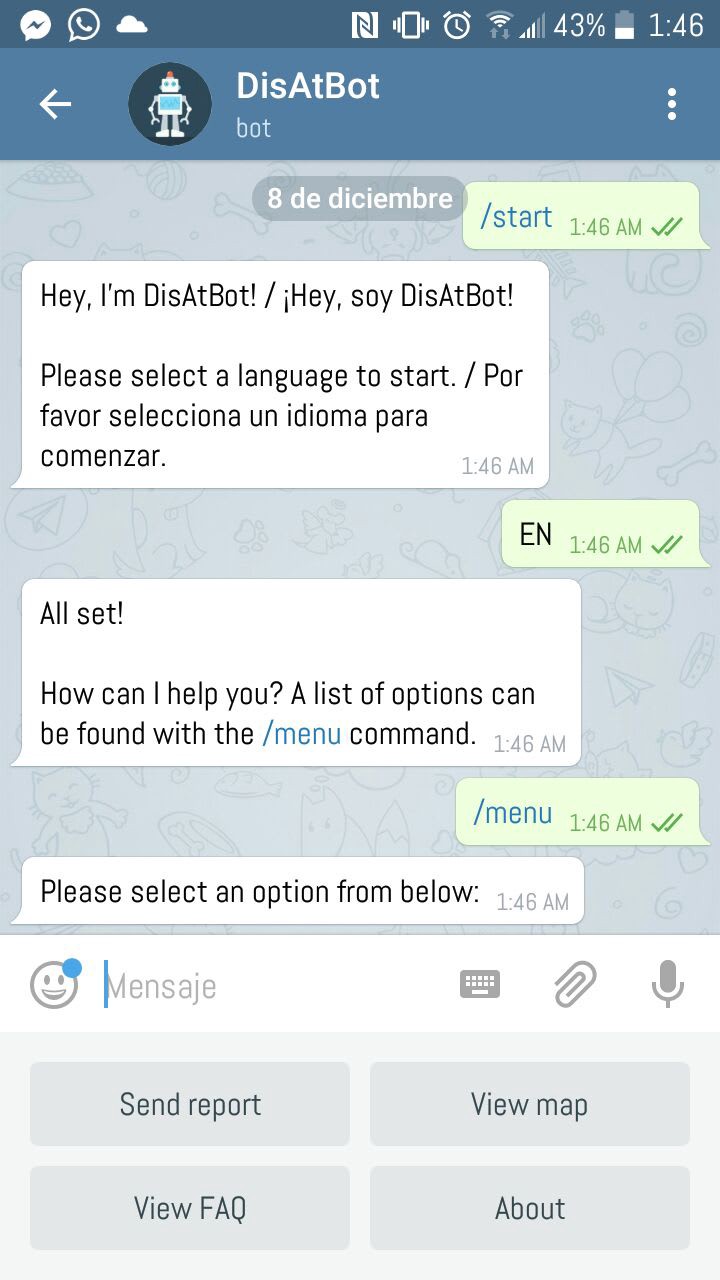 43% 1:46
DisAtBot
bot
8 de diciembre
/start 1:46 AM
Hey, I'm DisAtBot! / ¡Hey, soy DisAtBot!
Please select a language to start. / Por
favor selecciona un idioma para
comenzar. 1:46 AM
EN 1:46 AM
All set!
How can I help you? A list of options can
be found with the /menu command. 1:46 AM
/menu 1:46 AM
Please select an option from below: 1:46 AM
Mensaje
Send report View map
View FAQ About